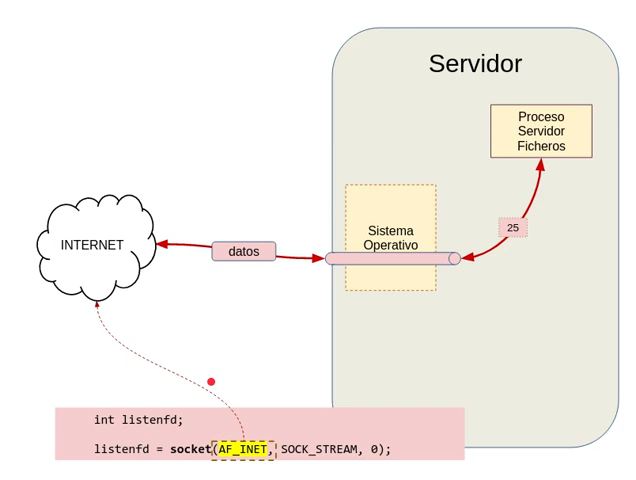 Servidor
Proceso
Servidor
Ficheros
25
Sistema
Operativo
INTERNET
datos
int listenfd;
listenfd = socket(AF_INET, SOCK_STREAM, 0);